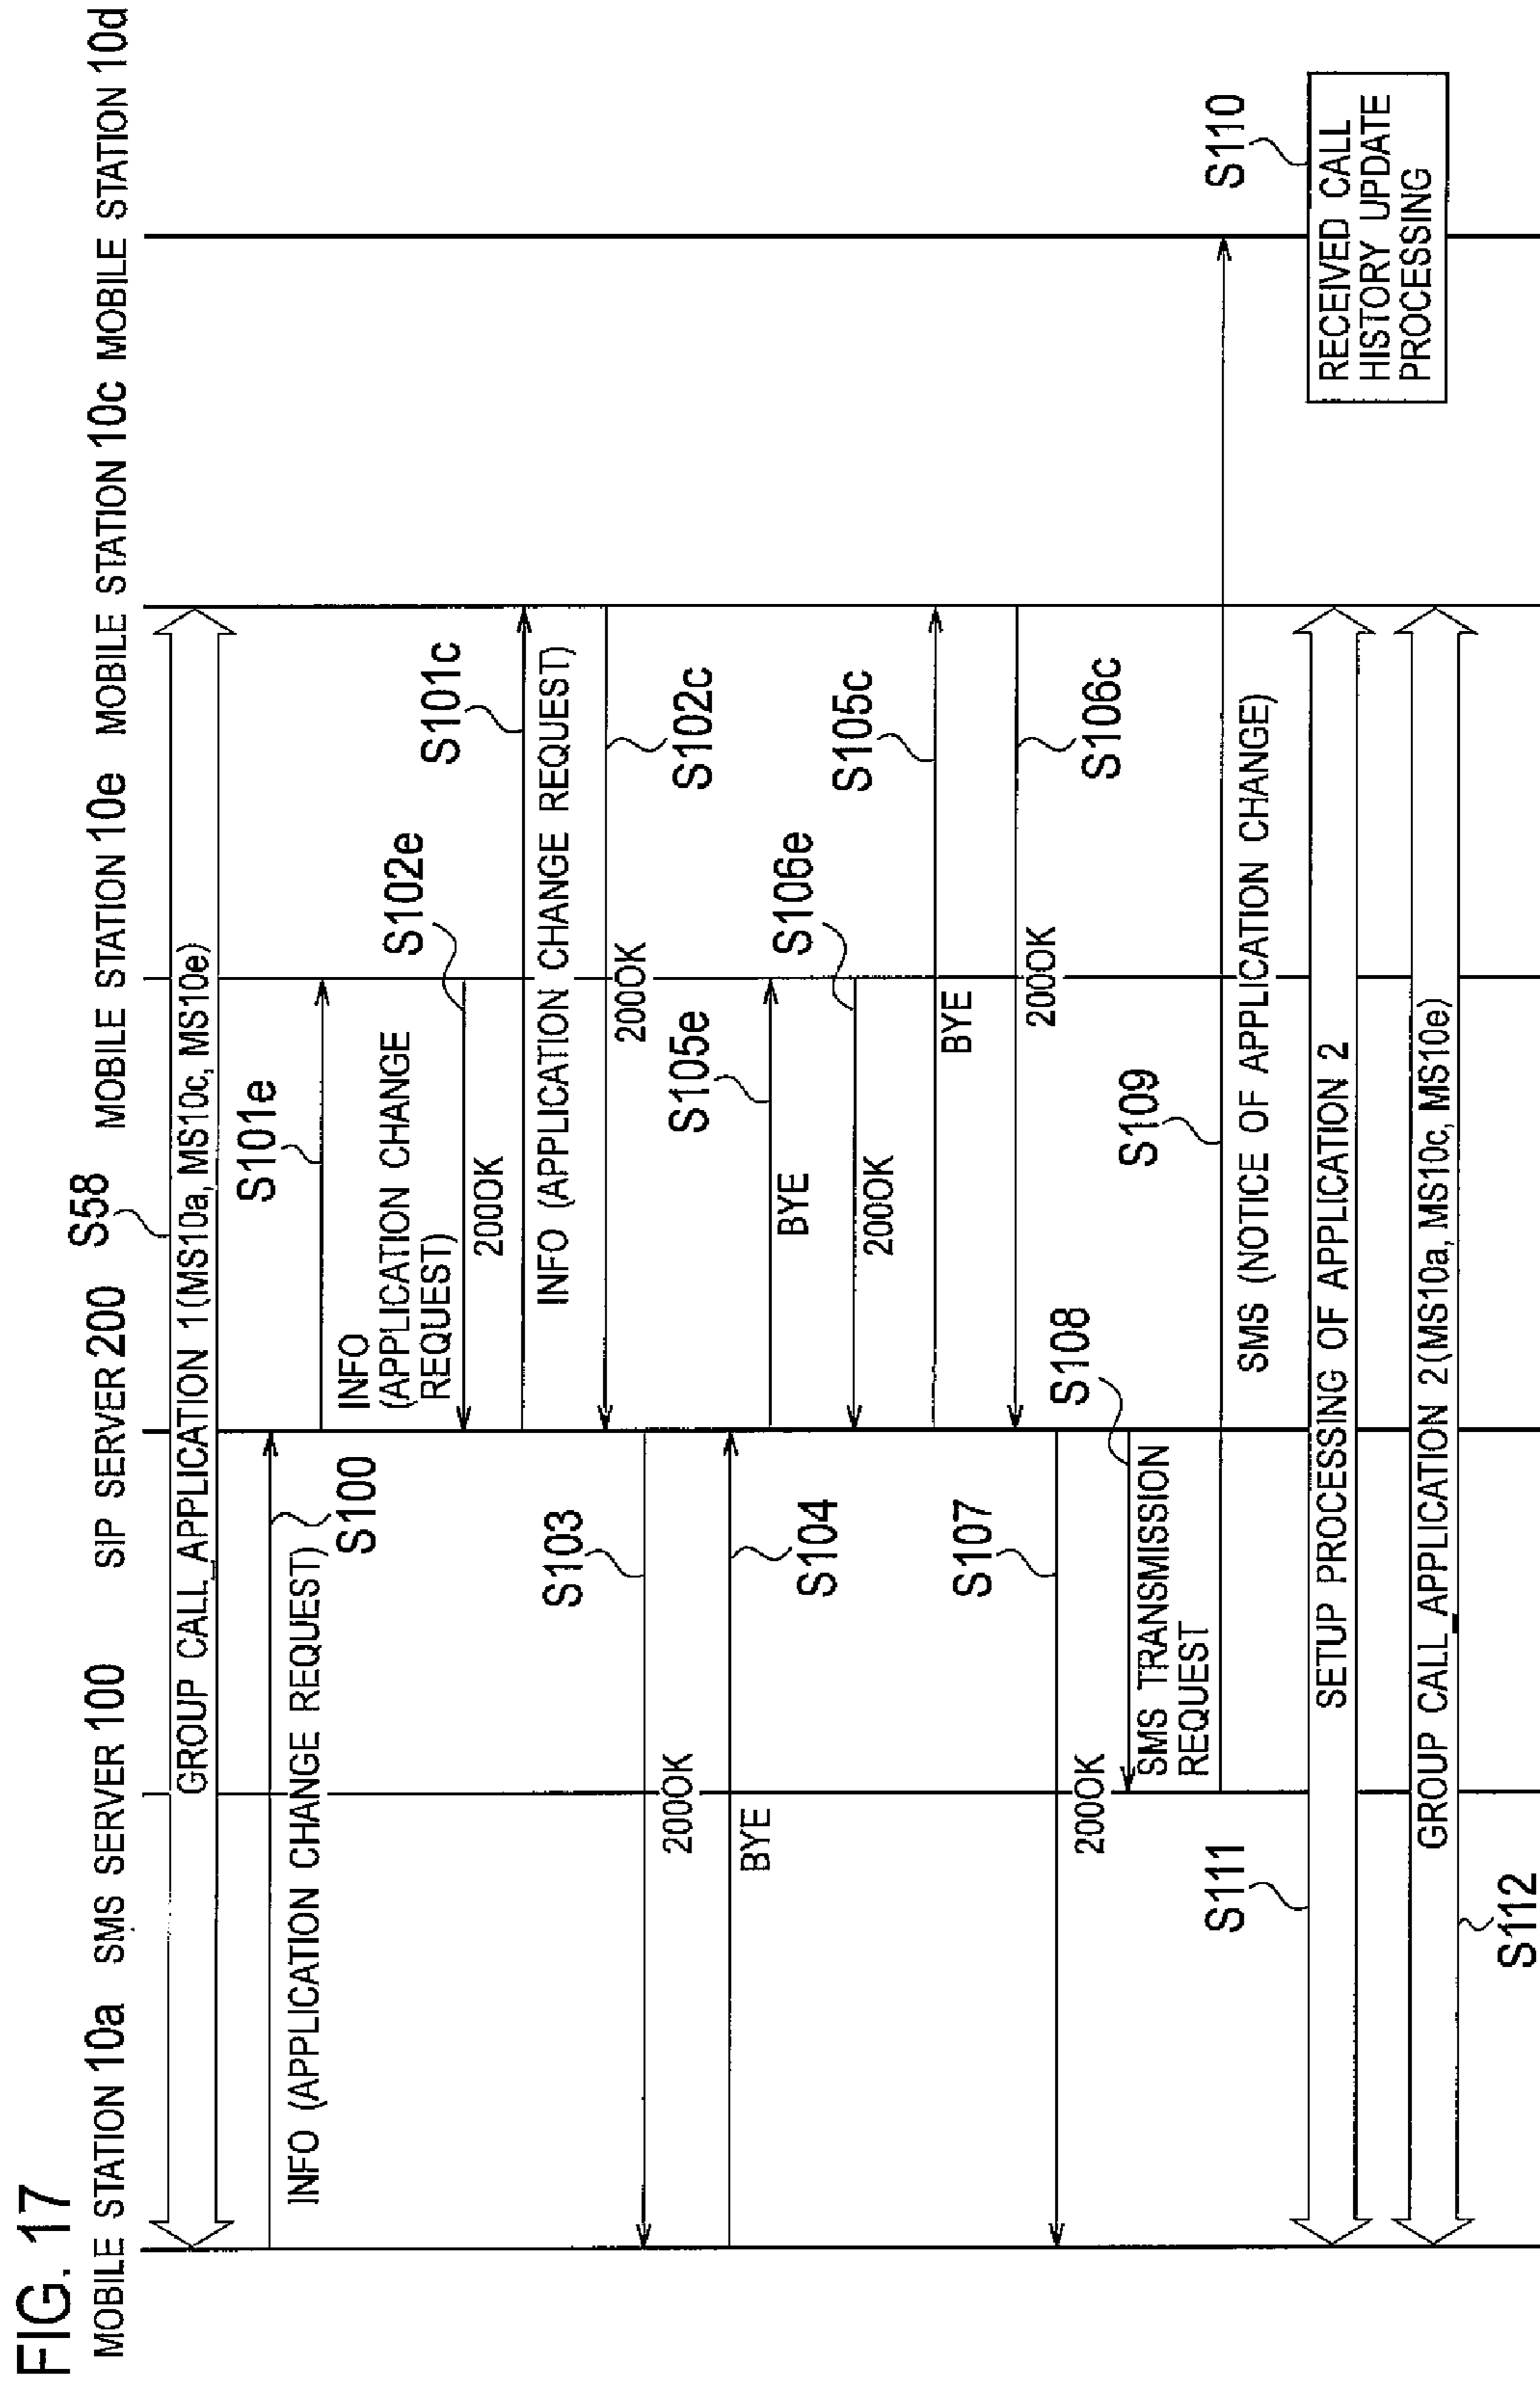 FIG. 17
MOBILE STATION 10a
SMS SERVER 100
SIP SERVER 200
MOBILE STATION 10e
MOBILE STATION 10c
MOBILE STATION 10d
S58
GROUP CALL_APPLICATION 1(MS10a, MS10c, MS10e)
INFO (APPLICATION CHANGE REQUEST)
S100
S101e
INFO
(APPLICATION CHANGE
REQUEST)
S102e
200OK
S101c
INFO (APPLICATION CHANGE REQUEST)
S102c
200OK
S103
200OK
S104
BYE
S105e
BYE
S106e
200OK
S105c
BYE
S106c
200OK
S107
200OK
S108
SMS TRANSMISSION
REQUEST
S109
SMS (NOTICE OF APPLICATION CHANGE)
S110
RECEIVED CALL
HISTORY UPDATE
PROCESSING
S111
SETUP PROCESSING OF APPLICATION 2
GROUP CALL_APPLICATION 2(MS10a, MS10c, MS10e)
S112